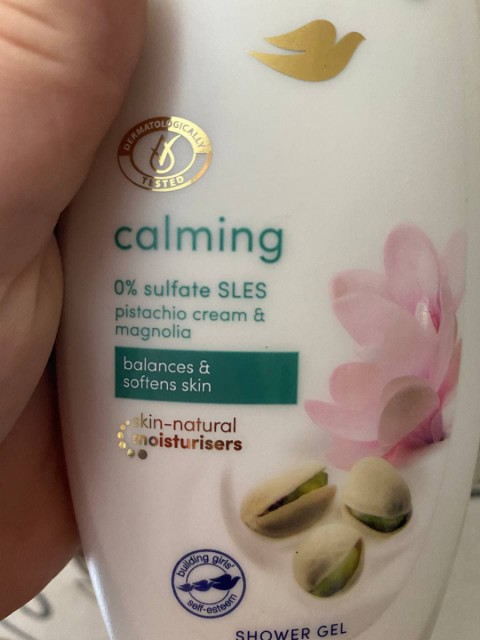 DERMATOLOGICALLY
TESTED
calming
0% sulfate SLES
pistachio cream &
magnolia
balances &
softens skin
skin-natural
moisturisers
building girls'
self-esteem
SHOWER GEL